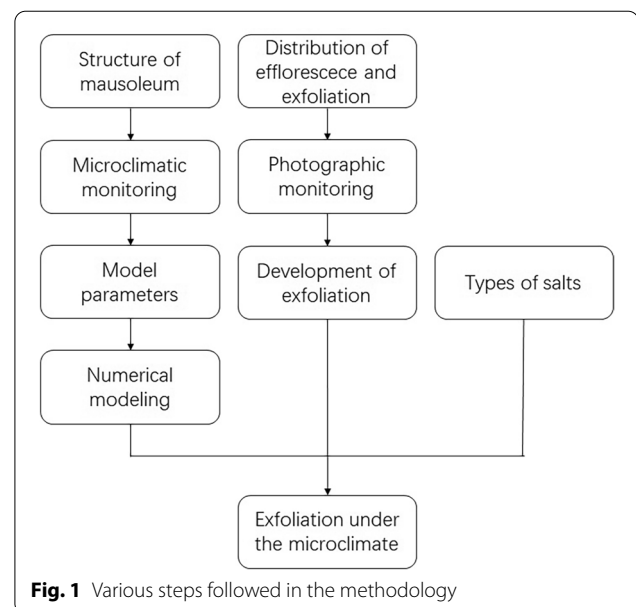 Structure of
mausoleum
Distribution of
efflorescece and
exfoliation
Microclimatic
monitoring
Photographic
monitoring
Model
parameters
Development of
exfoliation
Types of salts
Numerical
modeling
Exfoliation under
the microclimate
Fig. 1 Various steps followed in the methodology